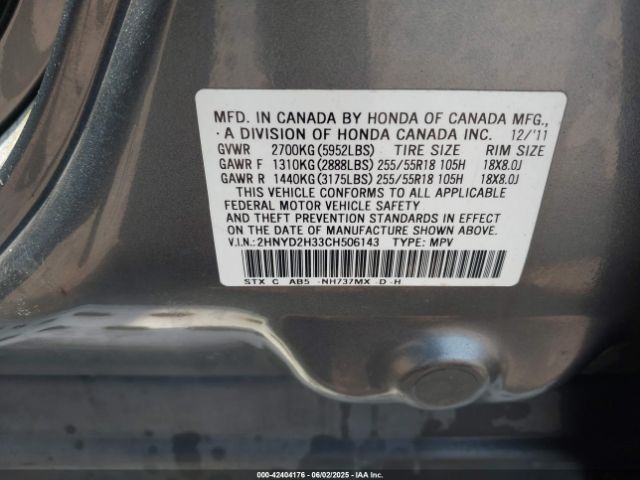 MFD. IN CANADA BY HONDA OF CANADA MFG.,
A DIVISION OF HONDA CANADA INC. 12/'11
GVWR 2700KG(5952LBS) TIRE SIZE RIM SIZE
GAWR F 1310KG(2888LBS) 255/55R18 105H 18X8.0J
GAWR R 1440KG(3175LBS) 255/55R18 105H 18X8.0J
THIS VEHICLE CONFORMS TO ALL APPLICABLE
FEDERAL MOTOR VEHICLE SAFETY
AND THEFT PREVENTION STANDARDS IN EFFECT
ON THE DATE OF MANUFACTURE SHOWN ABOVE.
V.I.N.:2HNYD2H33CH506143 TYPE: MPV
STX C AB5 -NH737MX -D -H
000-42404176 | 06/02/2025 | IAAI, Inc.